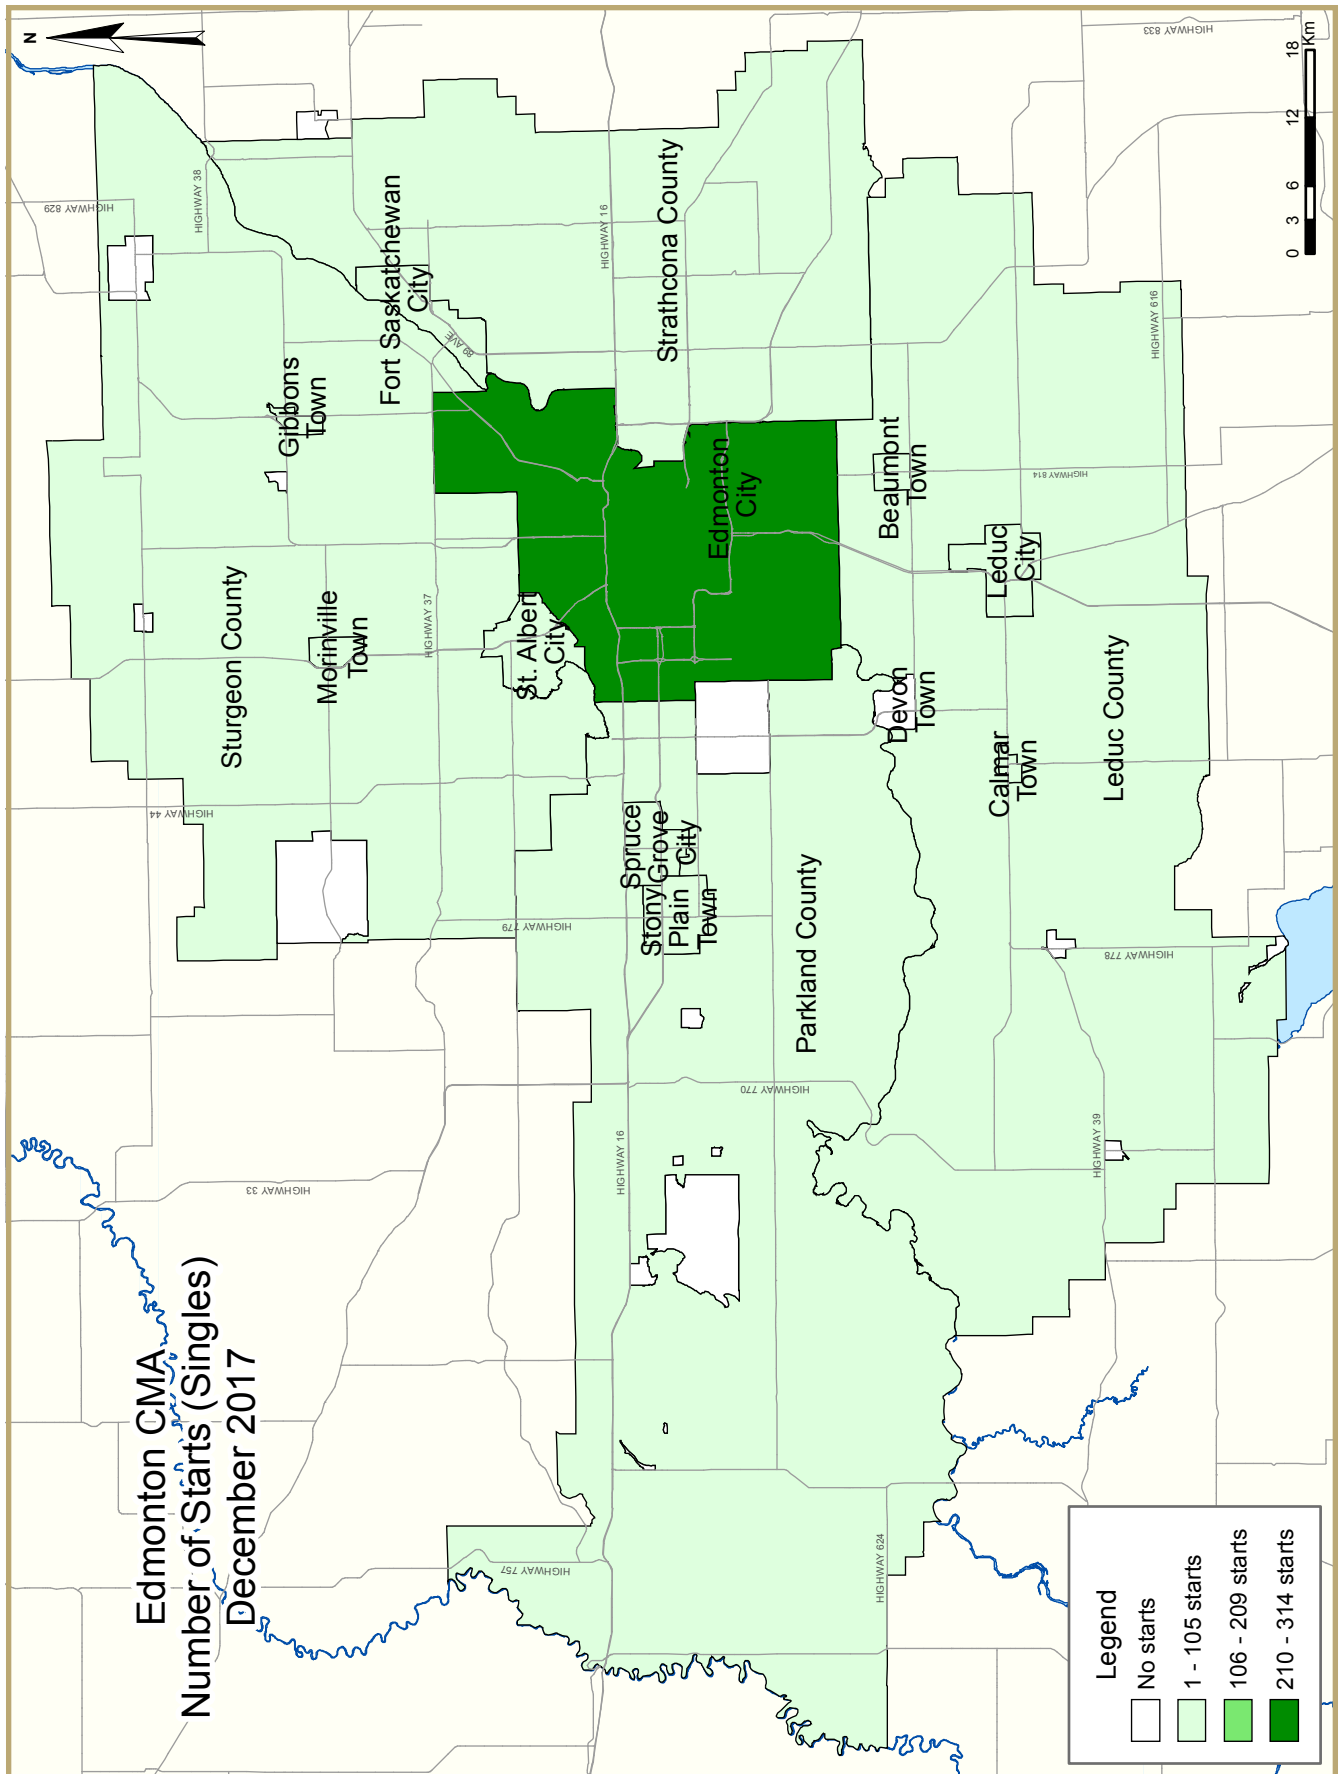 Edmonton CMA
Number of Starts (Singles)
December 2017
N
HIGHWAY 829
HIGHWAY 38
HIGHWAY 833
Gibbons
Town
Fort Saskatchewan
City
89 AVE
HIGHWAY 16
Strathcona County
Sturgeon County
Morinville
Town
HIGHWAY 37
HIGHWAY 44
St. Albert
City
Edmonton
City
HIGHWAY 779
Spruce
Grove
City
Stony
Plain
Town
Parkland County
HIGHWAY 770
HIGHWAY 16
HIGHWAY 33
HIGHWAY 757
HIGHWAY 624
Beaumont
Town
HIGHWAY 814
HIGHWAY 616
Leduc
City
Devon
Town
Calmar
Town
Leduc County
HIGHWAY 778
HIGHWAY 39
0 3 6 12 18
Km
Legend
No starts
1 - 105 starts
106 - 209 starts
210 - 314 starts